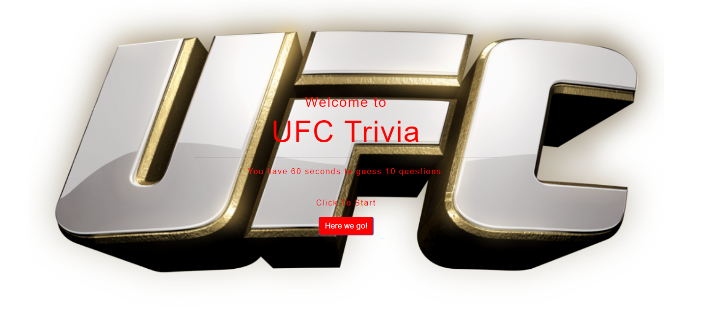 UFC
Welcome to
UFC Trivia
You have 60 seconds to guess 10 questions
Click to Start
Here we go!